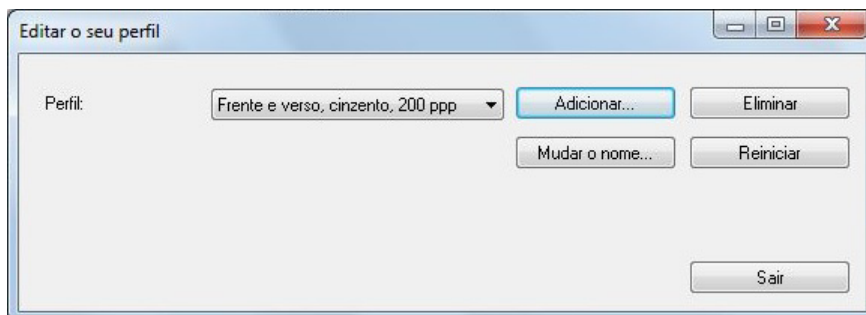 Editar o seu perfil
Perfil: Frente e verso, cinzento, 200 ppp Adicionar... Eliminar
Mudar o nome... Reiniciar
Sair